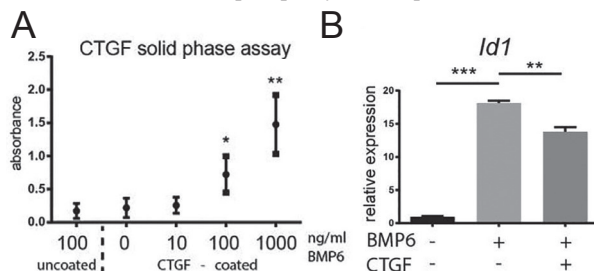 A
CTGF solid phase assay
absorbance
2.5
2.0
1.5
1.0
0.5
0.0
*
**
100 0 10 100 1000 ng/ml
BMP6
uncoated CTGF - coated
B
Id1
*** **
relative expression
20
15
10
5
0
BMP6 - + +
CTGF - - +